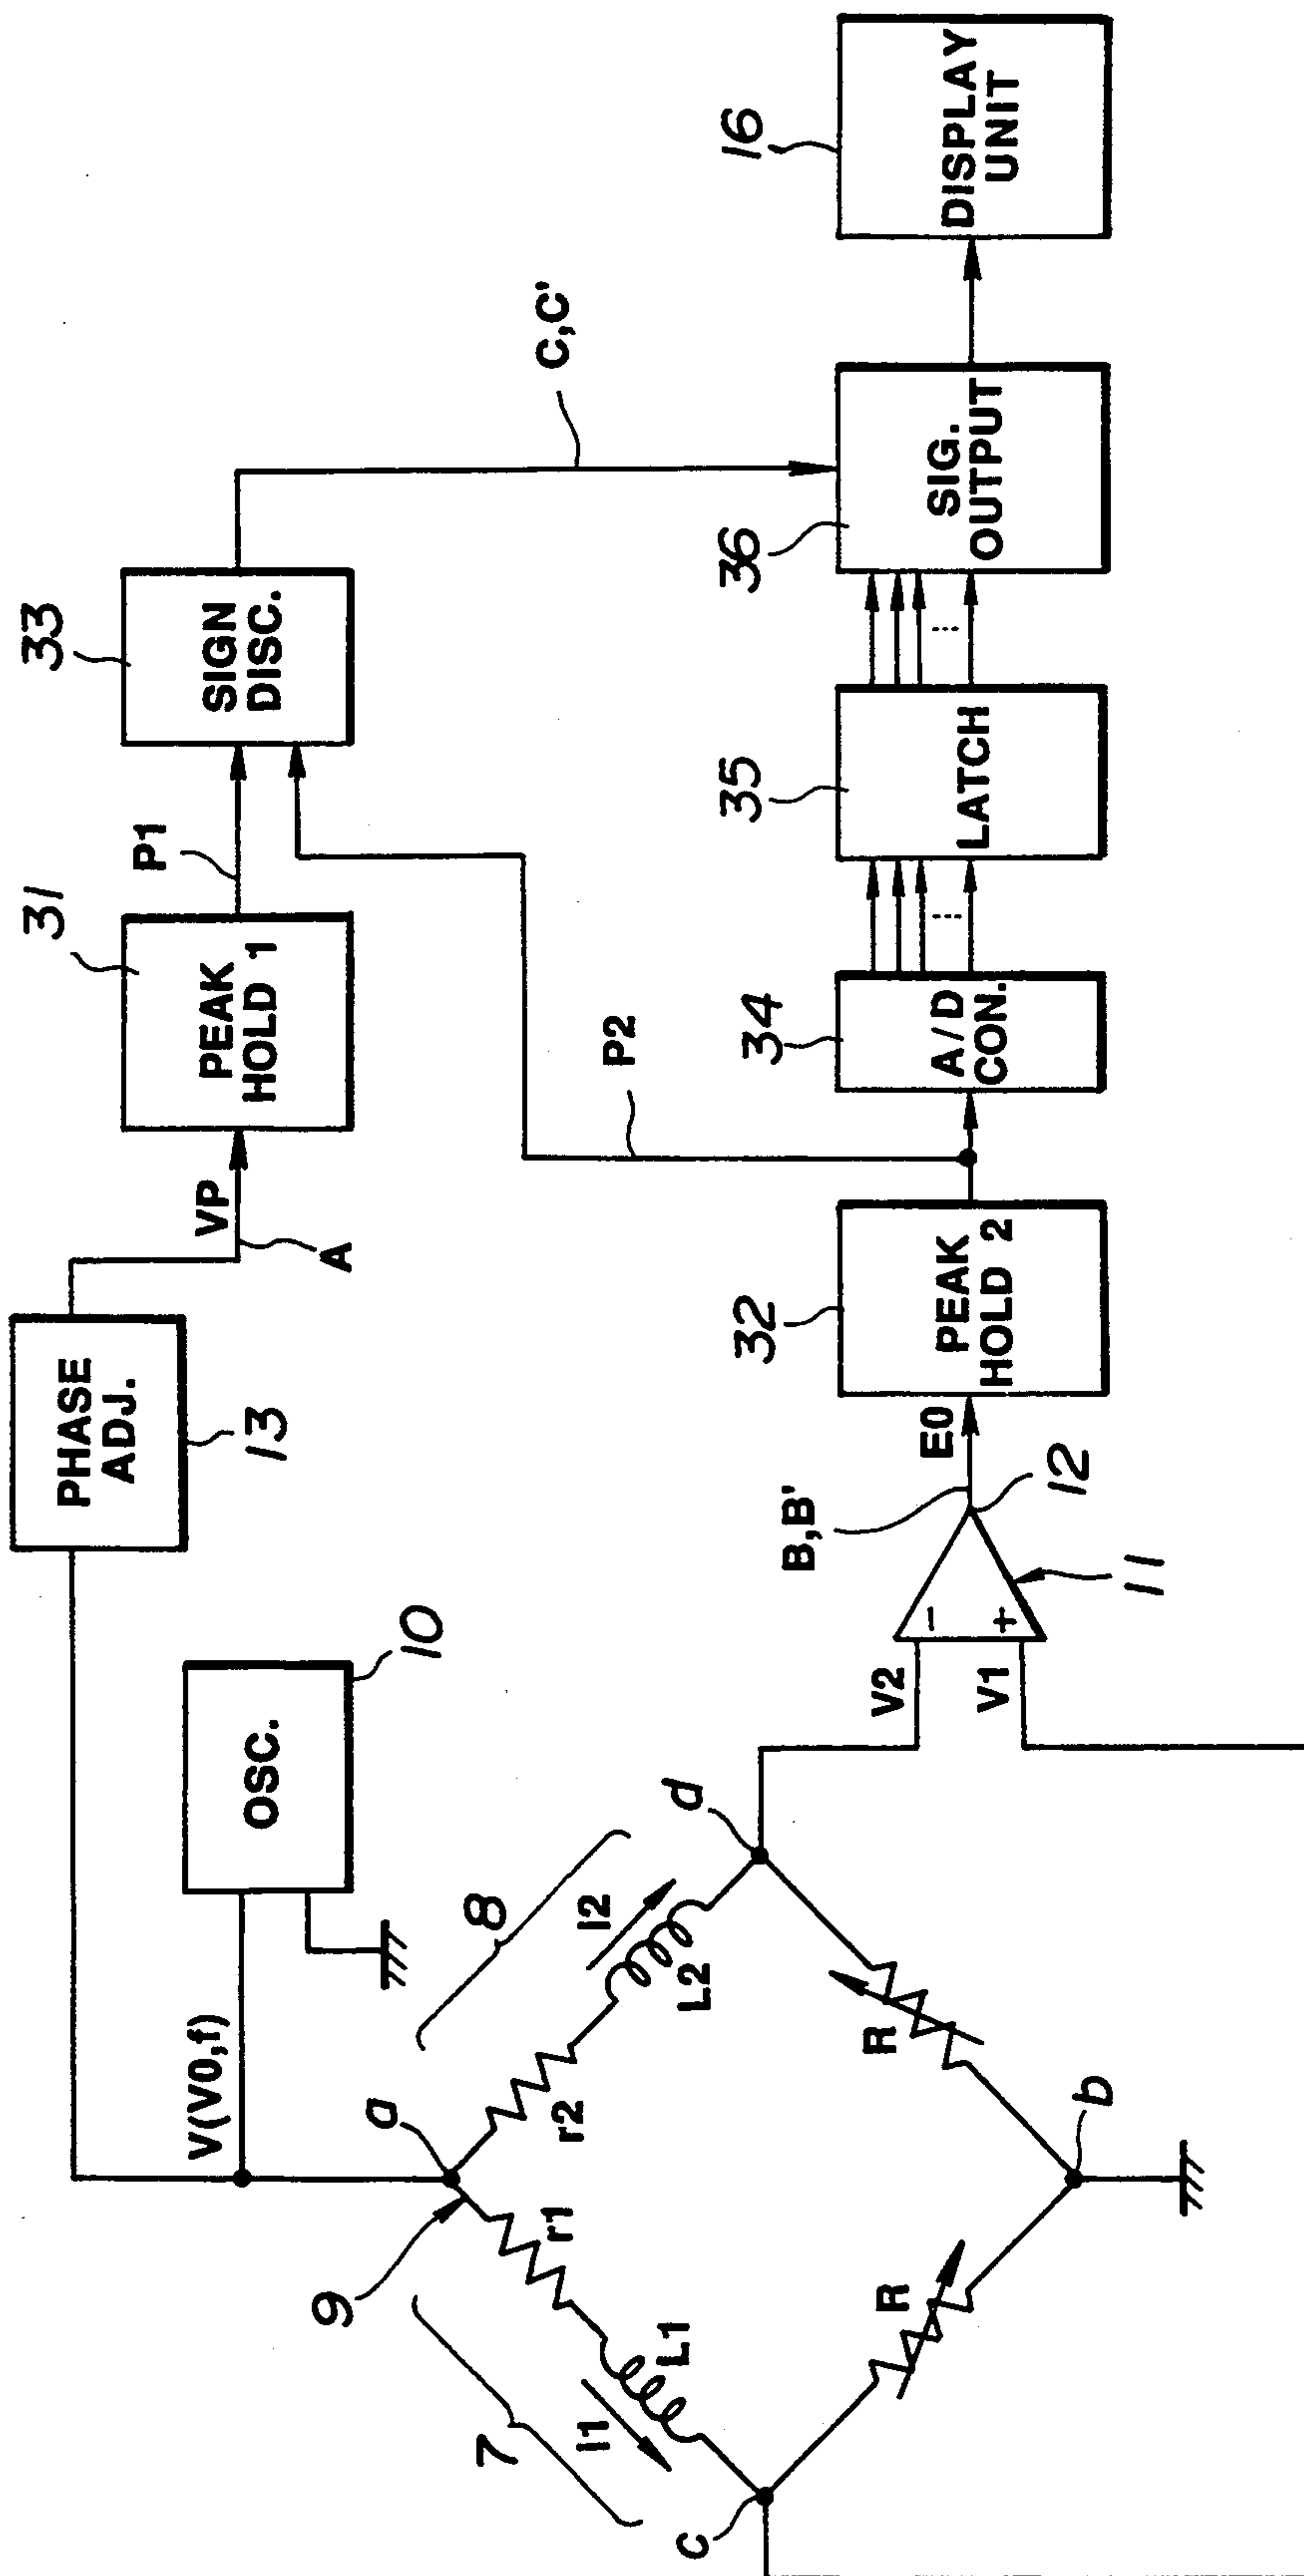 PHASE
ADJ.
13
VP
A
PEAK
HOLD 1
31
P1
SIGN
DISC.
33
C,C'
OSC.
10
V(V0,f)
a
9
r1
L1
I1
7
c
r2
L2
I2
8
d
R
R
b
V2
V1
−
+
11
12
B,B'
E0
PEAK
HOLD 2
32
P2
A/D
CON.
34
LATCH
35
SIG.
OUTPUT
36
DISPLAY
UNIT
16